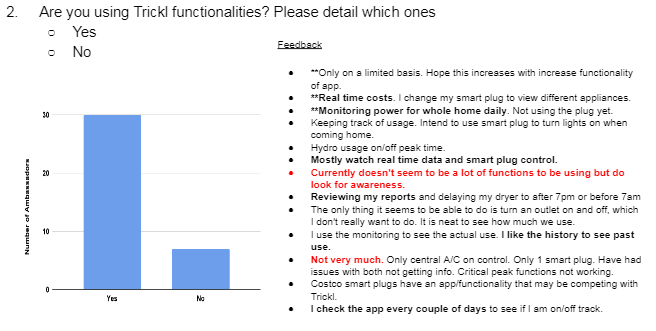 2. Are you using Trickl functionalities? Please detail which ones
○ Yes
○ No
Feedback
● **Only on a limited basis. Hope this increases with increase functionality
of app.
● **Real time costs. I change my smart plug to view different appliances.
● **Monitoring power for whole home daily. Not using the plug yet.
● Keeping track of usage. Intend to use smart plug to turn lights on when
coming home.
● Hydro usage on/off peak time.
● Mostly watch real time data and smart plug control.
● Currently doesn't seem to be a lot of functions to be using but do
look for awareness.
● Reviewing my reports and delaying my dryer to after 7pm or before 7am
● The only thing it seems to be able to do is turn an outlet on and off, which
I don't really want to do. It is neat to see how much we use.
● I use the monitoring to see the actual use. I like the history to see past
use.
● Not very much. Only central A/C on control. Only 1 smart plug. Have had
issues with both not getting info. Critical peak functions not working.
● Costco smart plugs have an app/functionality that may be competing with
Trickl.
● I check the app every couple of days to see if I am on/off track.
Number of Ambassadors
30
20
10
0
Yes
No